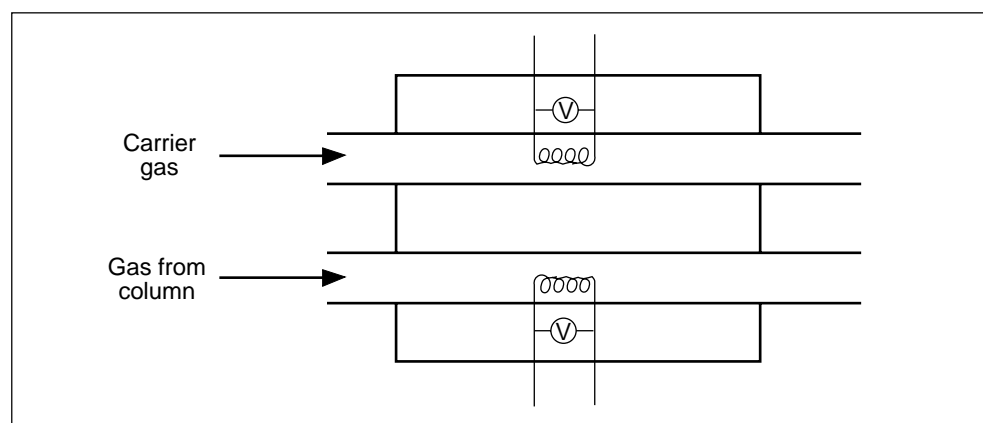 V
Carrier
gas
Gas from
column
V